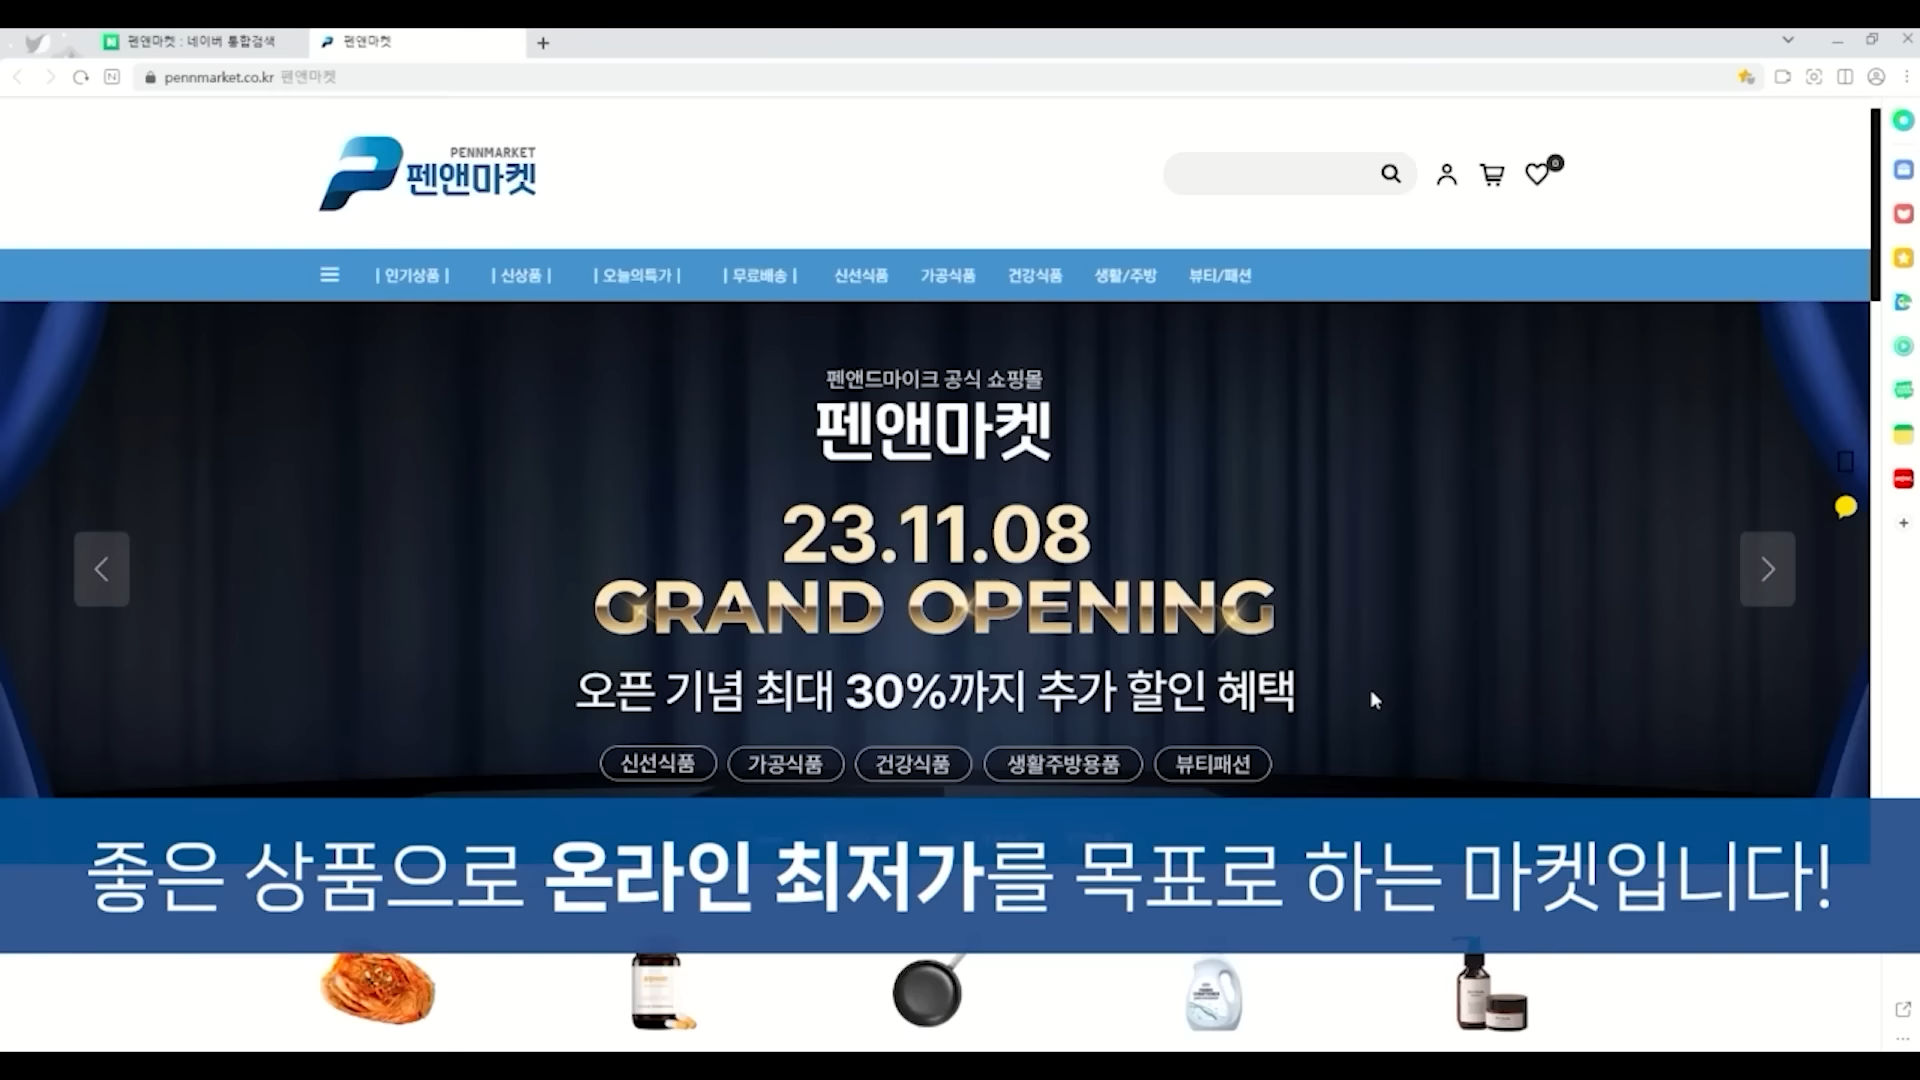 펜앤마켓 : 네이버 통합검색
펜앤마켓
pennmarket.co.kr 펜앤마켓
PENNMARKET
펜앤마켓
0
| 인기상품 | | 신상품 | | 오늘의특가 | | 무료배송 | 신선식품 가공식품 건강식품 생활/주방 뷰티/패션
펜앤드마이크 공식 쇼핑몰
펜앤마켓
23.11.08
GRAND OPENING
오픈 기념 최대 30%까지 추가 할인 혜택
신선식품 가공식품 건강식품 생활주방용품 뷰티패션
좋은 상품으로 온라인 최저가를 목표로 하는 마켓입니다!